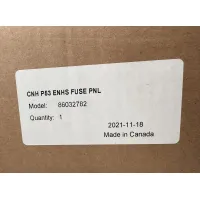 CNH P83 ENHS FUSE PNL
Model: 86032782
Quantity: 1
2021-11-18
Made in Canada